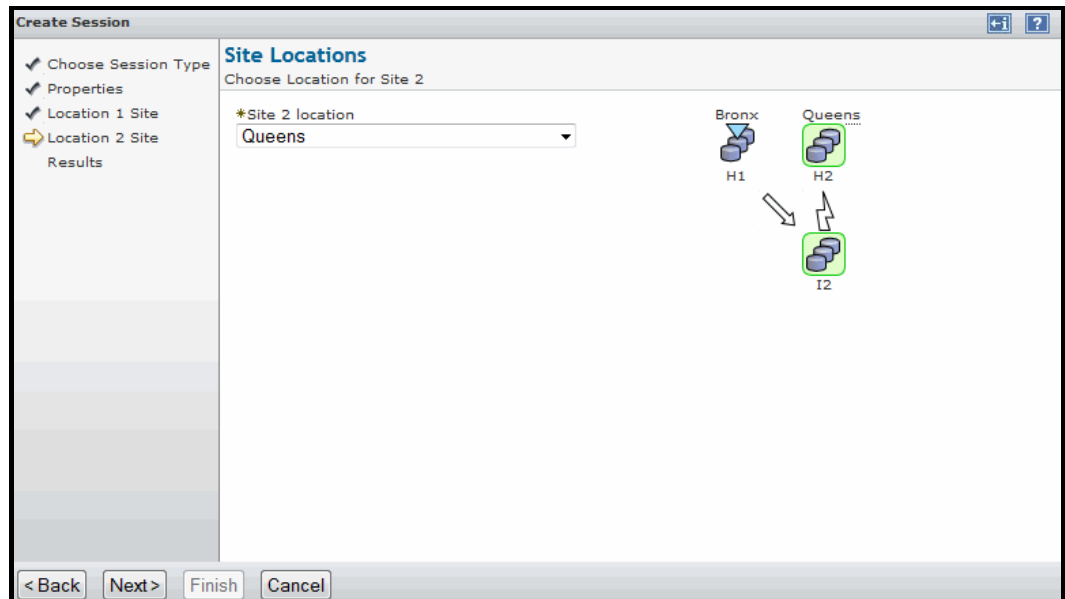 Create Session
?
Choose Session Type
Properties
Location 1 Site
Location 2 Site
Results
Site Locations
Choose Location for Site 2
*Site 2 location
Queens
Bronx Queens
H1 H2
I2
< Back Next > Finish Cancel